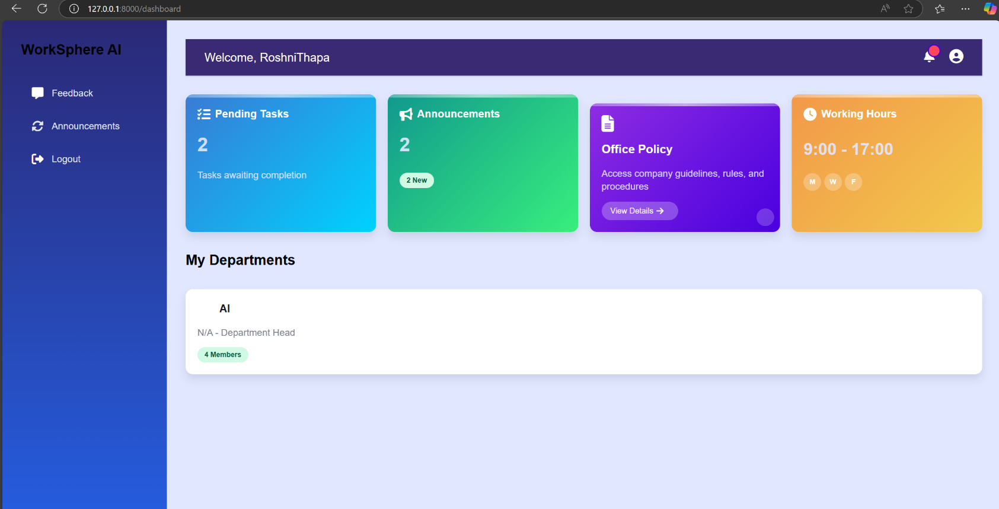 127.0.0.1:8000/dashboard
WorkSphere AI
Feedback
Announcements
Logout
Welcome, RoshniThapa
Pending Tasks
2
Tasks awaiting completion
Announcements
2
2 New
Office Policy
Access company guidelines, rules, and
procedures
View Details
Working Hours
9:00 - 17:00
M W F
My Departments
AI
N/A - Department Head
4 Members